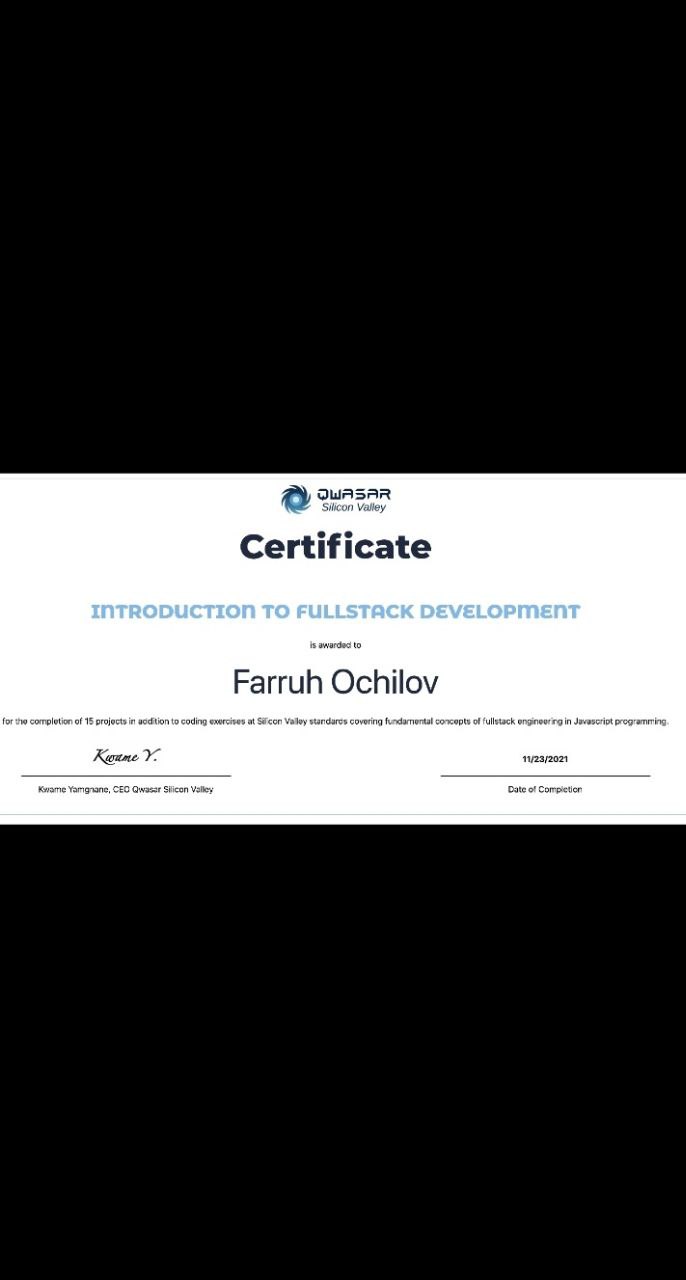 QWASAR
Silicon Valley
Certificate
INTRODUCTION TO FULLSTACK DEVELOPMENT
is awarded to
Farruh Ochilov
for the completion of 15 projects in addition to coding exercises at Silicon Valley standards covering fundamental concepts of fullstack engineering in Javascript programming.
Kwame Y.
11/23/2021
Kwame Yamgnane, CEO Qwasar Silicon Valley
Date of Completion